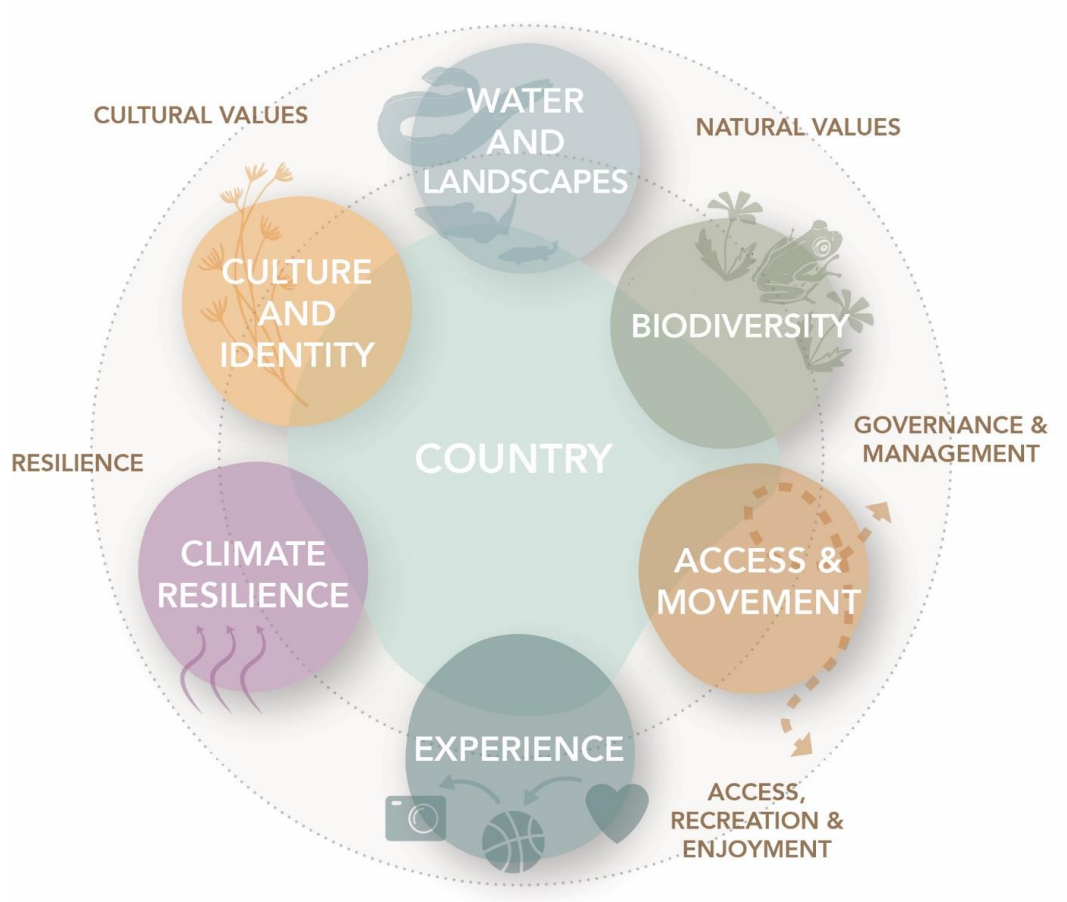 WATER
AND
LANDSCAPES
CULTURAL VALUES
NATURAL VALUES
CULTURE
AND
IDENTITY
BIODIVERSITY
COUNTRY
GOVERNANCE &
MANAGEMENT
RESILIENCE
CLIMATE
RESILIENCE
ACCESS &
MOVEMENT
EXPERIENCE
ACCESS,
RECREATION &
ENJOYMENT